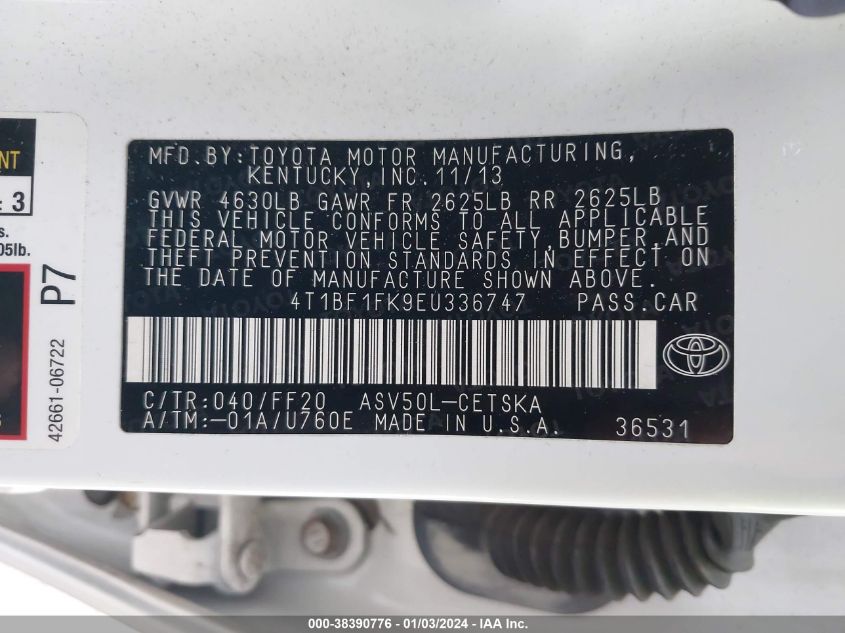 NT
: 3
s.
05lb.
P7
42661-06722
MFD.BY:TOYOTA MOTOR MANUFACTURING,
KENTUCKY,INC.11/13
GVWR 4630LB GAWR FR 2625LB RR 2625LB
THIS VEHICLE CONFORMS TO ALL APPLICABLE
FEDERAL MOTOR VEHICLE SAFETY,BUMPER,AND
THEFT PREVENTION STANDARDS IN EFFECT ON
THE DATE OF MANUFACTURE SHOWN ABOVE.
4T1BF1FK9EU336747 PASS.CAR
C/TR:040/FF20 ASV50L-CETSKA
A/TM:-01A/U760E MADE IN U.S.A. 36531
000-38390776 - 01/03/2024 - IAA Inc.